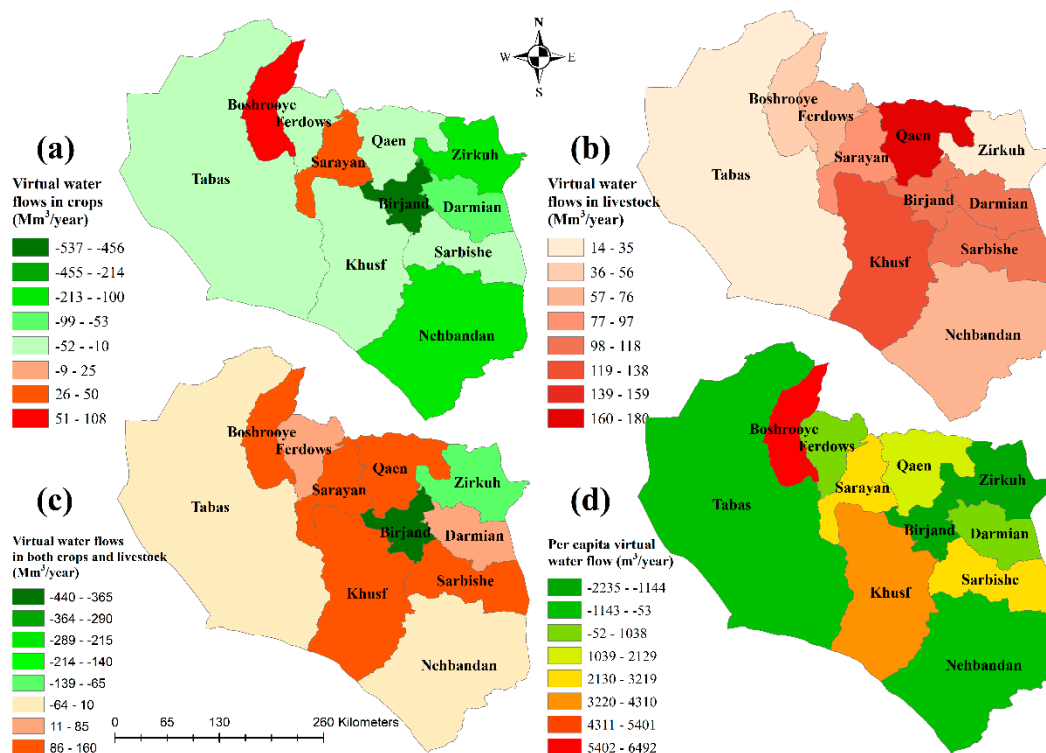 N
W
E
S
(a)
Boshrooye
Ferdows
Qaen
Sarayan
Zirkuh
Tabas
Birjand
Darmian
Sarbishe
Khusf
Nehbandan
Virtual water
flows in crops
(Mm³/year)
-537 - -456
-455 - -214
-213 - -100
-99 - -53
-52 - -10
-9 - 25
26 - 50
51 - 108
(b)
Boshrooye
Ferdows
Qaen
Sarayan
Zirkuh
Tabas
Birjand
Darmian
Sarbishe
Khusf
Nehbandan
Virtual water
flows in livestock
(Mm³/year)
14 - 35
36 - 56
57 - 76
77 - 97
98 - 118
119 - 138
139 - 159
160 - 180
(c)
Boshrooye
Ferdows
Qaen
Sarayan
Zirkuh
Tabas
Birjand
Darmian
Sarbishe
Khusf
Nehbandan
Virtual water flows
in both crops and livestock
(Mm³/year)
-440 - -365
-364 - -290
-289 - -215
-214 - -140
-139 - -65
-64 - 10
11 - 85
86 - 160
0
65
130
260 Kilometers
(d)
Boshrooye
Ferdows
Qaen
Sarayan
Zirkuh
Tabas
Birjand
Darmian
Sarbishe
Khusf
Nehbandan
Per capita virtual
water flow (m³/year)
-2235 - -1144
-1143 - -53
-52 - 1038
1039 - 2129
2130 - 3219
3220 - 4310
4311 - 5401
5402 - 6492